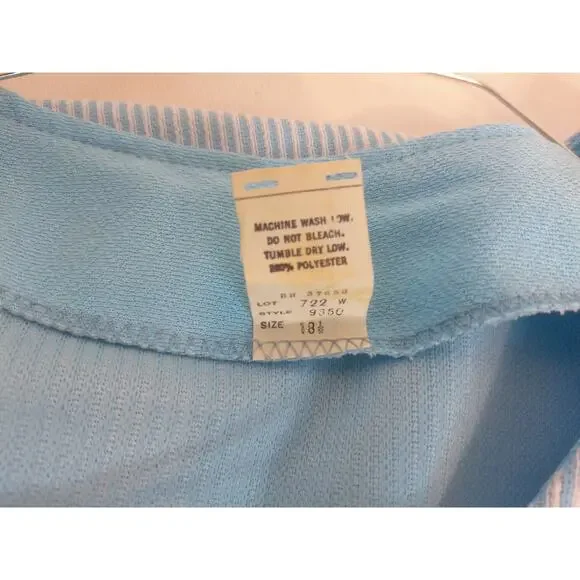 MACHINE WASH LOW.
DO NOT BLEACH.
TUMBLE DRY LOW.
100% POLYESTER
LOT 722 W
STYLE 9350
SIZE 18½